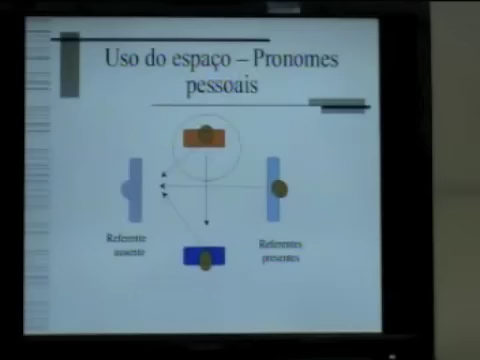 Uso do espaço – Pronomes
pessoais
Referente
ausente
Referentes
presentes